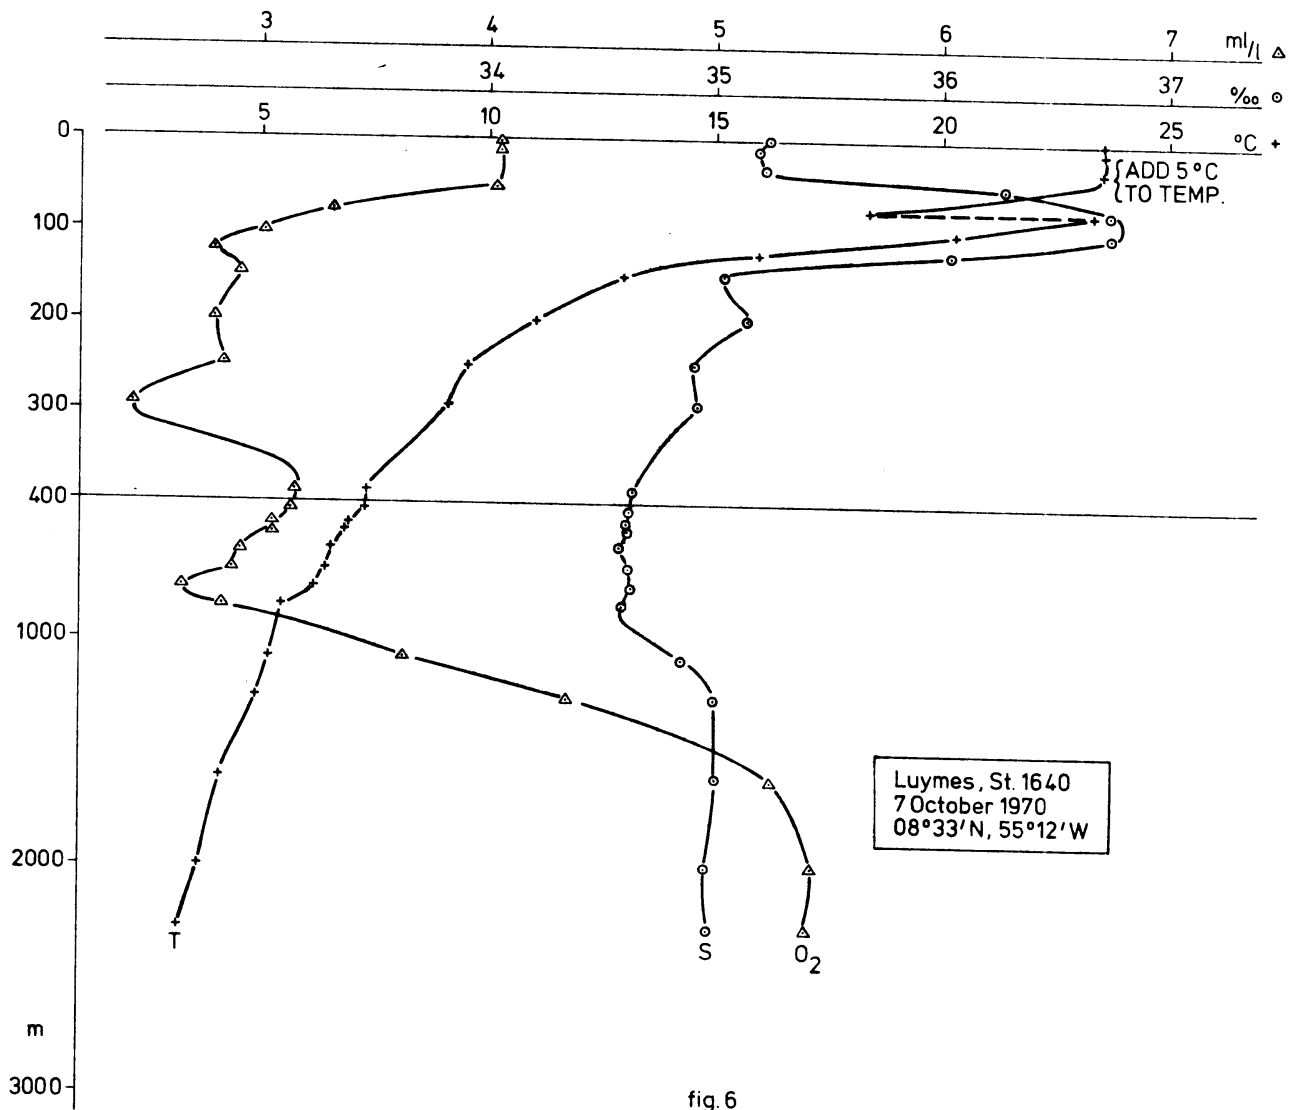 3 4 5 6 7 ml/l
34 35 36 37 ‰
5 10 15 20 25 °C
0
ADD 5°C
TO TEMP.
100
200
300
400
1000
Luymes, St. 1640
7 October 1970
08°33'N, 55°12'W
2000
T S O2
m
3000
fig. 6